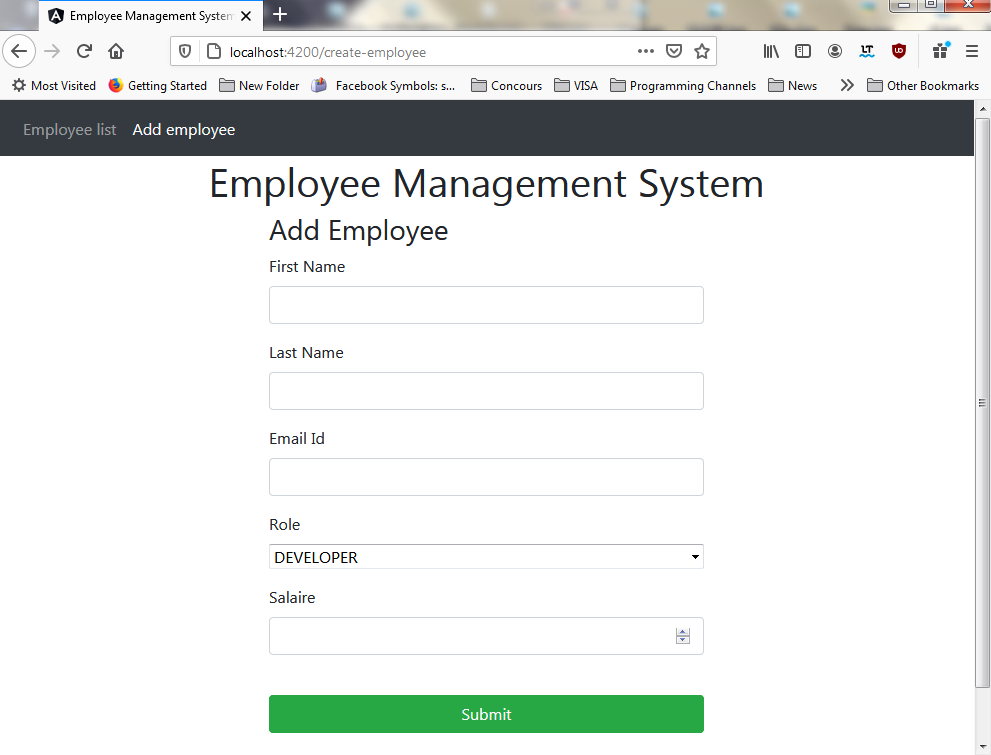 Employee Management System
localhost:4200/create-employee
Most Visited Getting Started New Folder Facebook Symbols: s... Concours VISA Programming Channels News Other Bookmarks
Employee list Add employee
Employee Management System
Add Employee
First Name
Last Name
Email Id
Role
DEVELOPER
Salaire
Submit